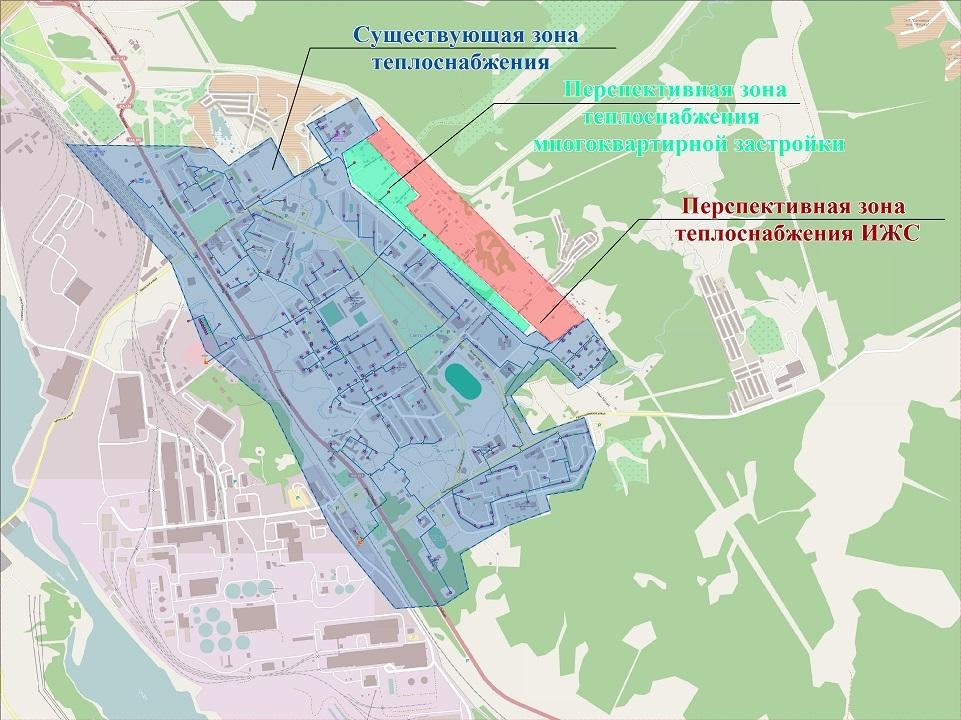 Существующая зона
теплоснабжения
Перспективная зона
теплоснабжения
многоквартирной застройки
Перспективная зона
теплоснабжения ИЖС